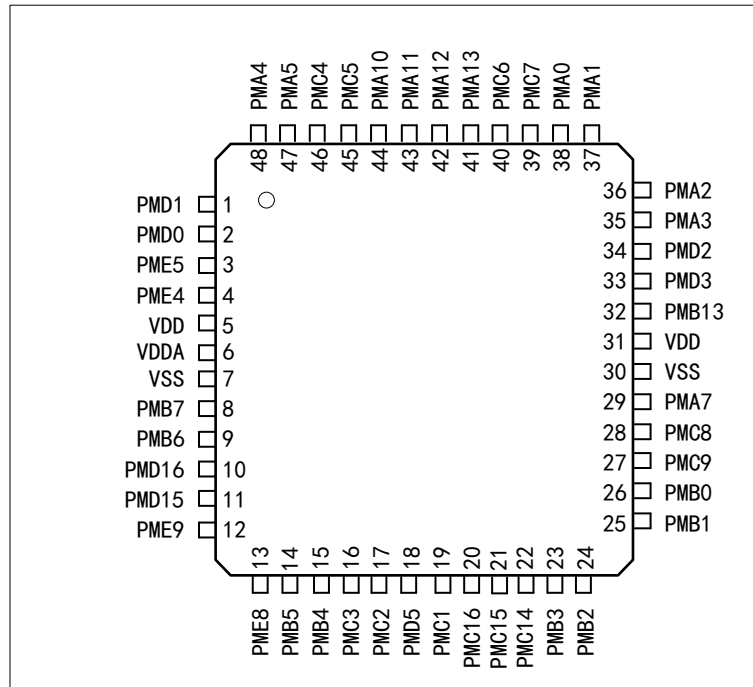 PMA4 PMA5 PMC4 PMC5 PMA10 PMA11 PMA12 PMA13 PMC6 PMC7 PMA0 PMA1
48 47 46 45 44 43 42 41 40 39 38 37
PMD1 1
PMD0 2
PME5 3
PME4 4
VDD 5
VDDA 6
VSS 7
PMB7 8
PMB6 9
PMD16 10
PMD15 11
PME9 12
36 PMA2
35 PMA3
34 PMD2
33 PMD3
32 PMB13
31 VDD
30 VSS
29 PMA7
28 PMC8
27 PMC9
26 PMB0
25 PMB1
13 14 15 16 17 18 19 20 21 22 23 24
PME8 PMB5 PMB4 PMC3 PMC2 PMD5 PMC1 PMC16 PMC15 PMC14 PMB3 PMB2